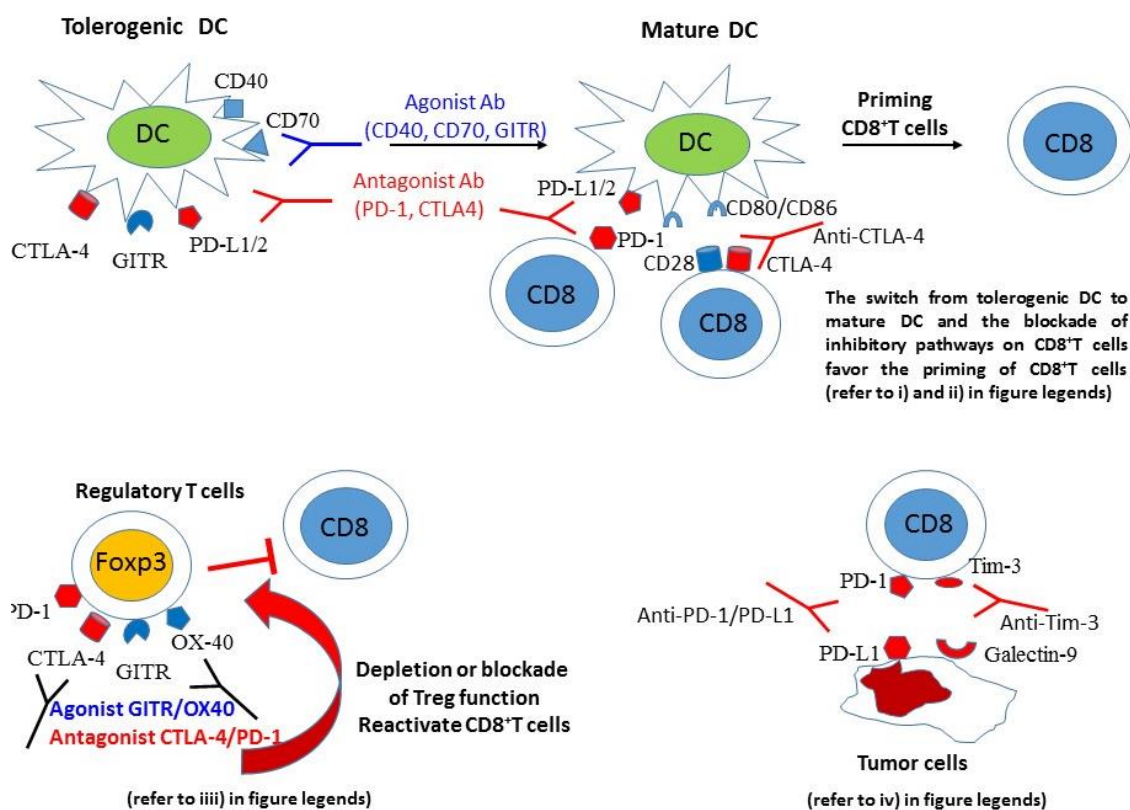 Tolerogenic DC
Mature DC
CD40
CD70
DC
Agonist Ab
(CD40, CD70, GITR)
Antagonist Ab
(PD-1, CTLA4)
CTLA-4
GITR
PD-L1/2
DC
PD-L1/2
PD-1
CD80/CD86
Anti-CTLA-4
CD28
CTLA-4
CD8
CD8
Priming
CD8⁺T cells
CD8
The switch from tolerogenic DC to
mature DC and the blockade of
inhibitory pathways on CD8⁺T cells
favor the priming of CD8⁺T cells
(refer to i) and ii) in figure legends)
Regulatory T cells
Foxp3
CD8
PD-1
CTLA-4
GITR
OX-40
Agonist GITR/OX40
Antagonist CTLA-4/PD-1
Depletion or blockade
of Treg function
Reactivate CD8⁺T cells
(refer to iiii) in figure legends)
CD8
PD-1
Tim-3
Anti-PD-1/PD-L1
Anti-Tim-3
PD-L1
Galectin-9
Tumor cells
(refer to iv) in figure legends)